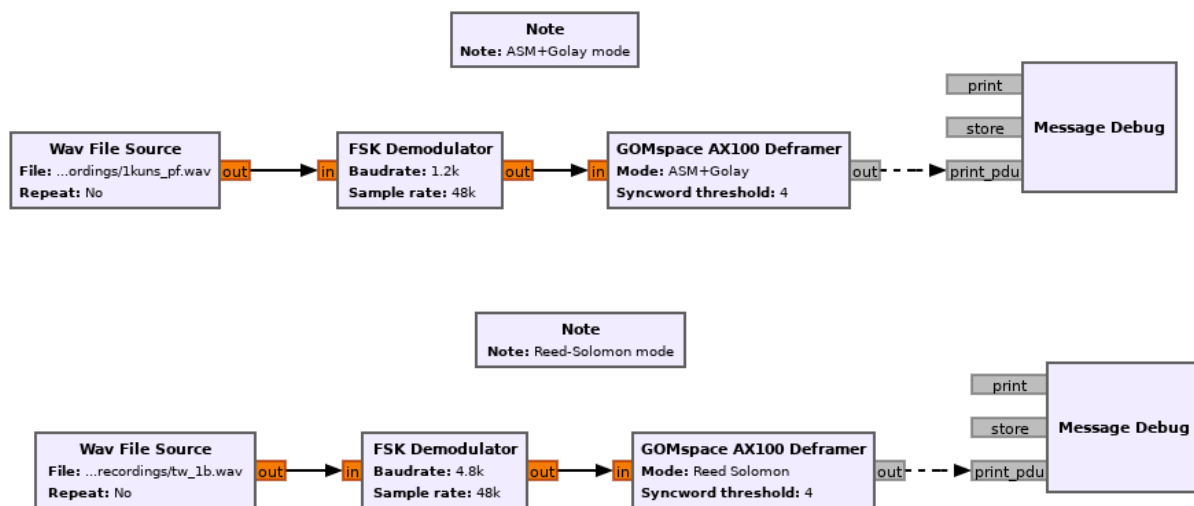 Note
Note: ASM+Golay mode
print
store
print_pdu
Message Debug
Wav File Source
File: ...ordings/1kuns_pf.wav
Repeat: No
out
in
FSK Demodulator
Baudrate: 1.2k
Sample rate: 48k
out
in
GOMspace AX100 Deframer
Mode: ASM+Golay
Syncword threshold: 4
out
Note
Note: Reed-Solomon mode
print
store
print_pdu
Message Debug
Wav File Source
File: ...recordings/tw_1b.wav
Repeat: No
out
in
FSK Demodulator
Baudrate: 4.8k
Sample rate: 48k
out
in
GOMspace AX100 Deframer
Mode: Reed Solomon
Syncword threshold: 4
out